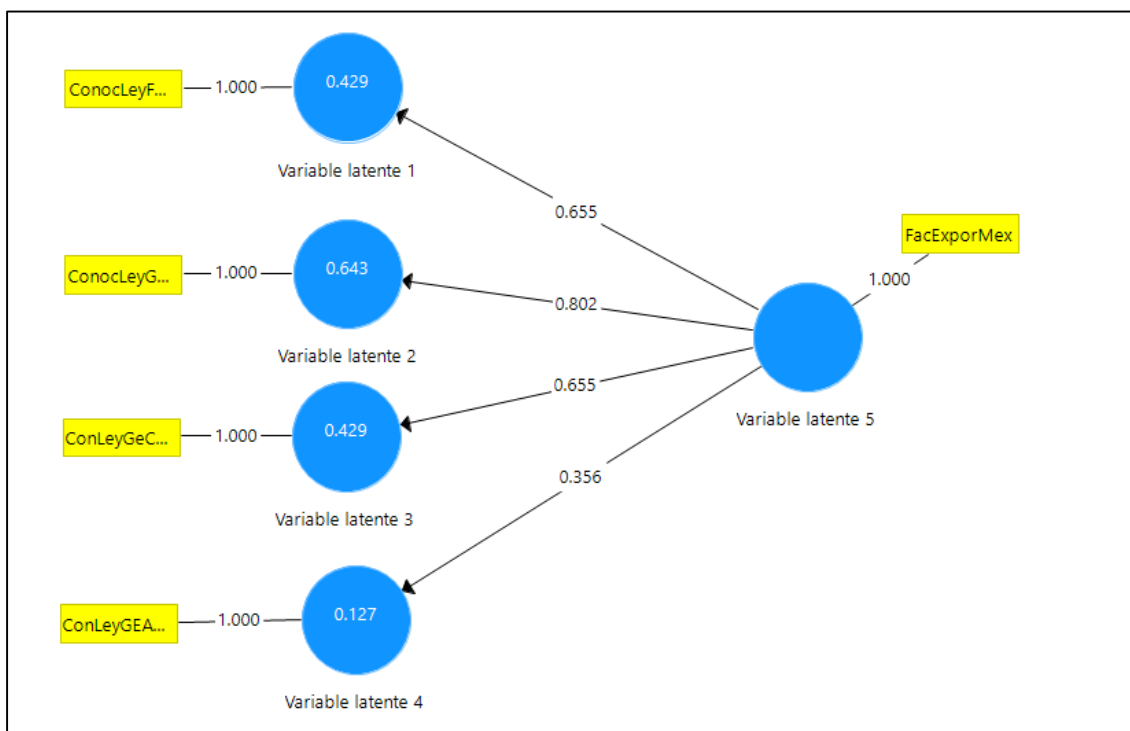 ConocLeyF...
1.000
0.429
Variable latente 1
0.655
FacExporMex
1.000
ConocLeyG...
1.000
0.643
Variable latente 2
0.802
Variable latente 5
ConLeyGeC...
1.000
0.429
Variable latente 3
0.655
0.356
ConLeyGEA...
1.000
0.127
Variable latente 4